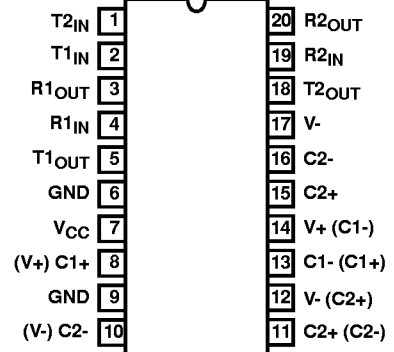 T2IN 1 20 R2OUT
T1IN 2 19 R2IN
R1OUT 3 18 T2OUT
R1IN 4 17 V-
T1OUT 5 16 C2-
GND 6 15 C2+
VCC 7 14 V+ (C1-)
(V+) C1+ 8 13 C1- (C1+)
GND 9 12 V- (C2+)
(V-) C2- 10 11 C2+ (C2-)